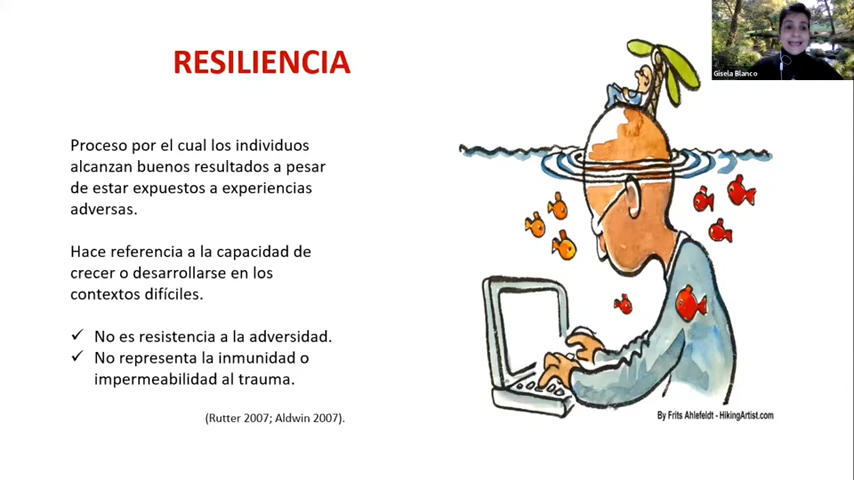 RESILIENCIA
Proceso por el cual los individuos
alcanzan buenos resultados a pesar
de estar expuestos a experiencias
adversas.
Hace referencia a la capacidad de
crecer o desarrollarse en los
contextos difíciles.
✓ No es resistencia a la adversidad.
✓ No representa la inmunidad o
impermeabilidad al trauma.
(Rutter 2007; Aldwin 2007).
By Frits Ahlefeldt - HikingArtist.com
Gisela Blanco